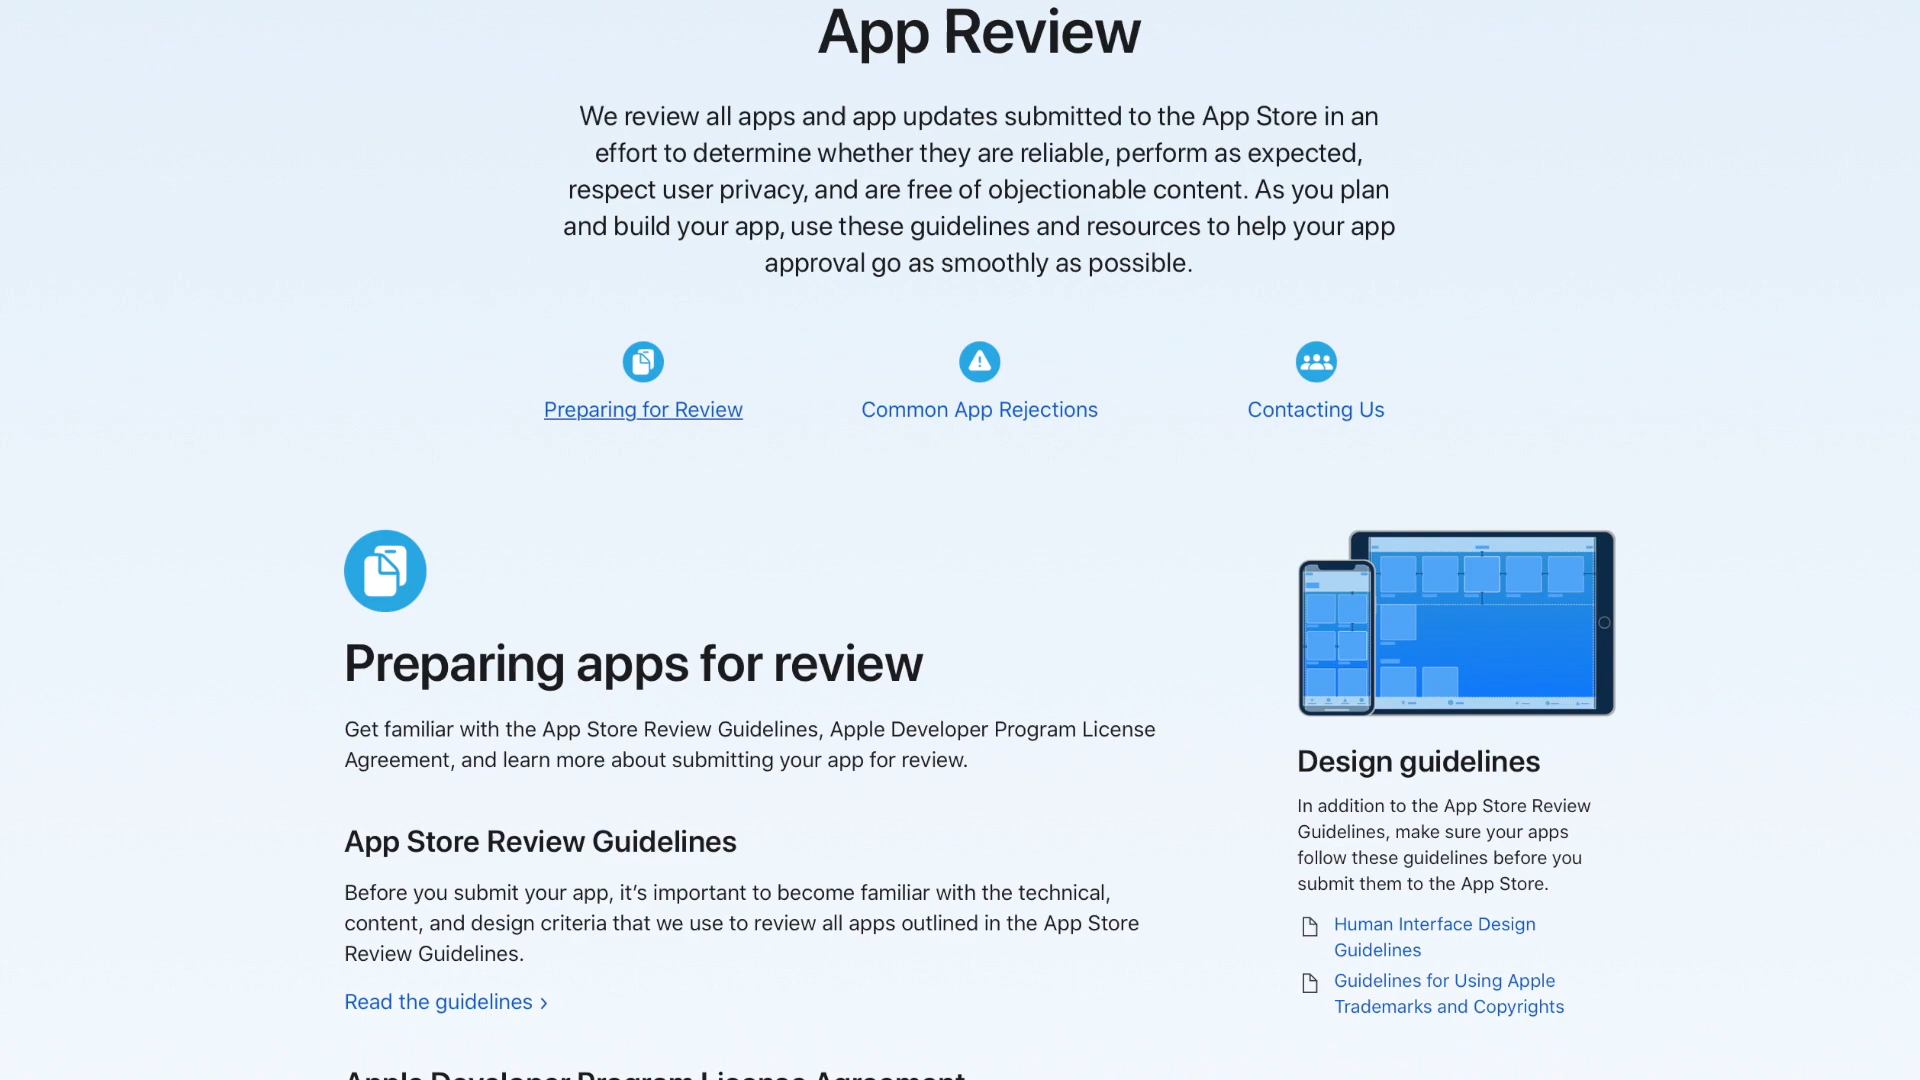 App Review
We review all apps and app updates submitted to the App Store in an
effort to determine whether they are reliable, perform as expected,
respect user privacy, and are free of objectionable content. As you plan
and build your app, use these guidelines and resources to help your app
approval go as smoothly as possible.
Preparing for Review
Common App Rejections
Contacting Us
Preparing apps for review
Get familiar with the App Store Review Guidelines, Apple Developer Program License
Agreement, and learn more about submitting your app for review.
App Store Review Guidelines
Before you submit your app, it’s important to become familiar with the technical,
content, and design criteria that we use to review all apps outlined in the App Store
Review Guidelines.
Read the guidelines ›
Apple Developer Program License Agreement
Design guidelines
In addition to the App Store Review
Guidelines, make sure your apps
follow these guidelines before you
submit them to the App Store.
Human Interface Design
Guidelines
Guidelines for Using Apple
Trademarks and Copyrights